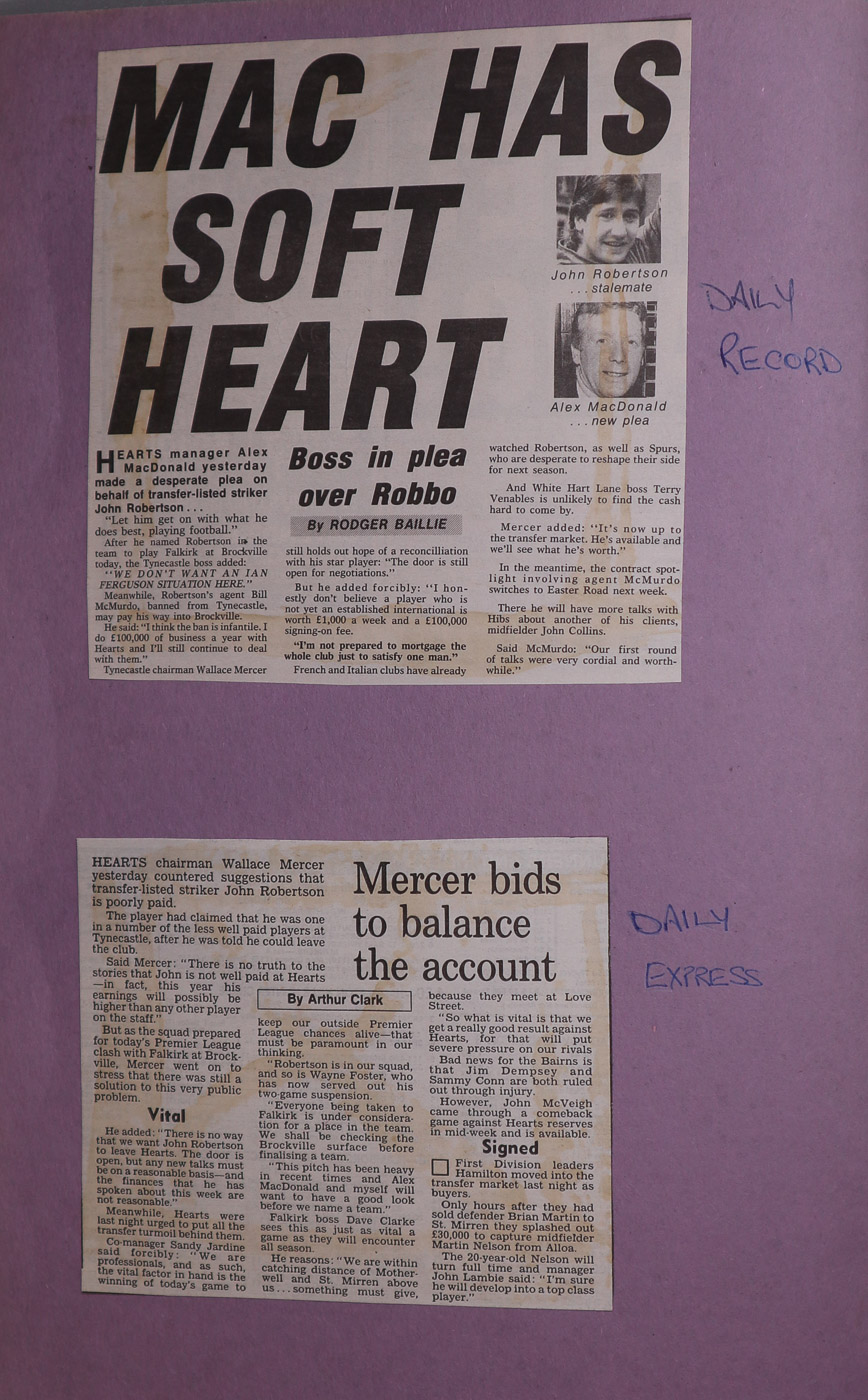 MAC HAS
SOFT
HEART
John Robertson
. . . stalemate
Alex MacDonald
. . . new plea
DAILY
RECORD
HEARTS manager Alex
MacDonald yesterday
made a desperate plea on
behalf of transfer-listed striker
John Robertson . . .
"Let him get on with what he
does best, playing football."
After he named Robertson in the
team to play Falkirk at Brockville
today, the Tynecastle boss added:
"WE DON'T WANT AN IAN
FERGUSON SITUATION HERE."
Meanwhile, Robertson's agent Bill
McMurdo, banned from Tynecastle,
may pay his way into Brockville.
He said: "I think the ban is infantile. I
do £100,000 of business a year with
Hearts and I'll still continue to deal
with them."
Tynecastle chairman Wallace Mercer
Boss in plea
over Robbo
By RODGER BAILLIE
still holds out hope of a reconciliation
with his star player: "The door is still
open for negotiations."
But he added forcibly: "I hon-
estly don't believe a player who is
not yet an established international is
worth £1,000 a week and a £100,000
signing-on fee.
"I'm not prepared to mortgage the
whole club just to satisfy one man."
French and Italian clubs have already
watched Robertson, as well as Spurs,
who are desperate to reshape their side
for next season.
And White Hart Lane boss Terry
Venables is unlikely to find the cash
hard to come by.
Mercer added: "It's now up to
the transfer market. He's available and
we'll see what he's worth."
In the meantime, the contract spot-
light involving agent McMurdo
switches to Easter Road next week.
There he will have more talks with
Hibs about another of his clients,
midfielder John Collins.
Said McMurdo: "Our first round
of talks were very cordial and worth-
while."
HEARTS chairman Wallace Mercer
yesterday countered suggestions that
transfer-listed striker John Robertson
is poorly paid.
The player had claimed that he was one
in a number of the less well paid players at
Tynecastle, after he was told he could leave
the club.
Said Mercer: "There is no truth to the
stories that John is not well paid at Hearts
—in fact, this year his
earnings will possibly be
higher than any other player
on the staff."
But as the squad prepared
for today's Premier League
clash with Falkirk at Brock-
ville, Mercer went on to
stress that there was still a
solution to this very public
problem.
Vital
He added: "There is no way
that we want John Robertson
to leave Hearts. The door is
open, but any new talks must
be on a reasonable basis—and
the finances that he has
spoken about this week are
not reasonable."
Meanwhile, Hearts were
last night urged to put all the
transfer turmoil behind them.
Co-manager Sandy Jardine
said forcibly: "We are
professionals, and as such,
the vital factor in hand is the
winning of today's game to
Mercer bids
to balance
the account
By Arthur Clark
keep our outside Premier
League chances alive—that
must be paramount in our
thinking.
"Robertson is in our squad,
and so is Wayne Foster, who
has now served out his
two-game suspension.
"Everyone being taken to
Falkirk is under considera-
tion for a place in the team.
We shall be checking the
Brockville surface before
finalising a team.
"This pitch has been heavy
in recent times and Alex
MacDonald and myself will
want to have a good look
before we name a team."
Falkirk boss Dave Clarke
sees this as just as vital a
game as they will encounter
all season.
He reasons: "We are within
catching distance of Mother-
well and St. Mirren above
us . . . something must give,
because they meet at Love
Street.
"So what is vital is that we
get a really good result against
Hearts, for that will put
severe pressure on our rivals
Bad news for the Bairns is
that Jim Dempsey and
Sammy Conn are both ruled
out through injury.
However, John McVeigh
came through a comeback
game against Hearts reserves
in mid-week and is available.
Signed
First Division leaders
Hamilton moved into the
transfer market last night as
buyers.
Only hours after they had
sold defender Brian Martin to
St. Mirren they splashed out
£30,000 to capture midfielder
Martin Nelson from Alloa.
The 20-year-old Nelson will
turn full time and manager
John Lambie said: "I'm sure
he will develop into a top class
player."
DAILY
EXPRESS